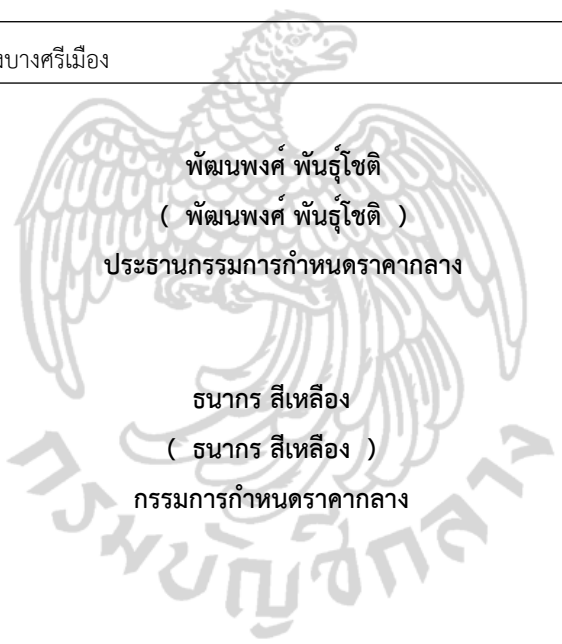 งบางศรีเมือง
พัฒนพงศ์ พันธุ์โชติ
( พัฒนพงศ์ พันธุ์โชติ )
ประธานกรรมการกำหนดราคากลาง
ธนากร สีเหลือง
( ธนากร สีเหลือง )
กรรมการกำหนดราคากลาง
กรมบัญชีกลาง